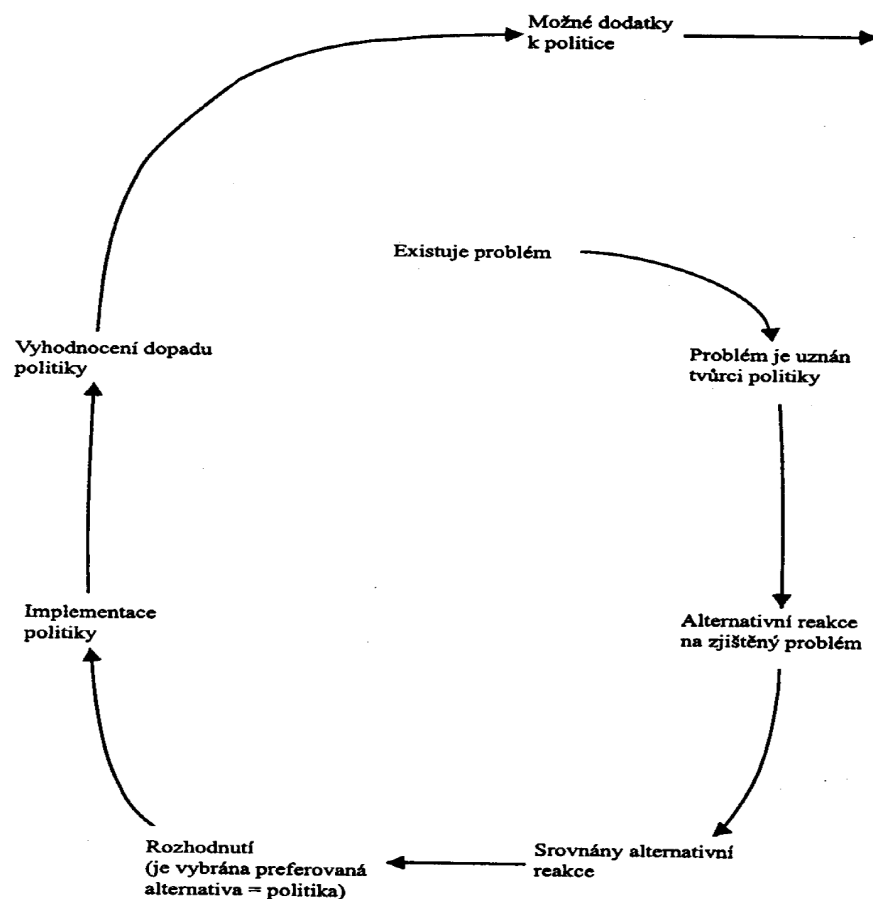 Možné dodatky
k politice
Existuje problém
Vyhodnocení dopadu
politiky
Problém je uznán
tvůrci politiky
Implementace
politiky
Alternativní reakce
na zjištěný problém
Rozhodnutí
(je vybrána preferovaná
alternativa = politika)
Srovnány alternativní
reakce